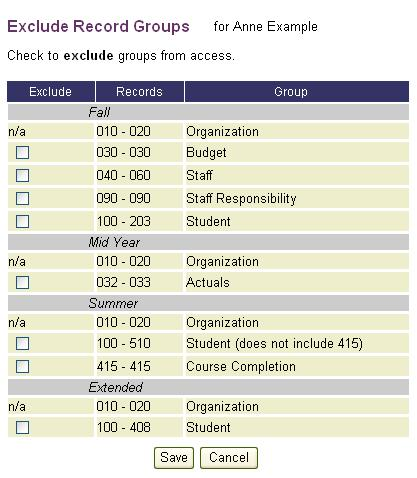 Exclude Record Groups for Anne Example
Check to exclude groups from access.
Exclude Records Group
Fall
n/a 010 - 020 Organization
030 - 030 Budget
040 - 060 Staff
090 - 090 Staff Responsibility
100 - 203 Student
Mid Year
n/a 010 - 020 Organization
032 - 033 Actuals
Summer
n/a 010 - 020 Organization
100 - 510 Student (does not include 415)
415 - 415 Course Completion
Extended
n/a 010 - 020 Organization
100 - 408 Student
Save Cancel